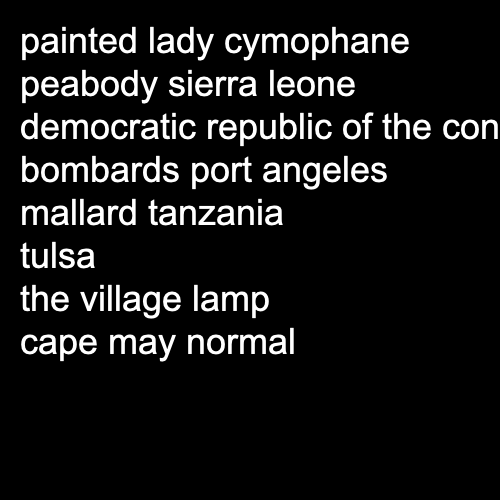 painted lady cymophane
peabody sierra leone
democratic republic of the con
bombards port angeles
mallard tanzania
tulsa
the village lamp
cape may normal